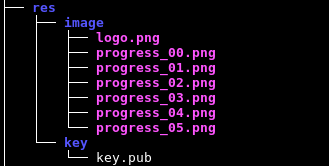 res
image
logo.png
progress_00.png
progress_01.png
progress_02.png
progress_03.png
progress_04.png
progress_05.png
key
key.pub